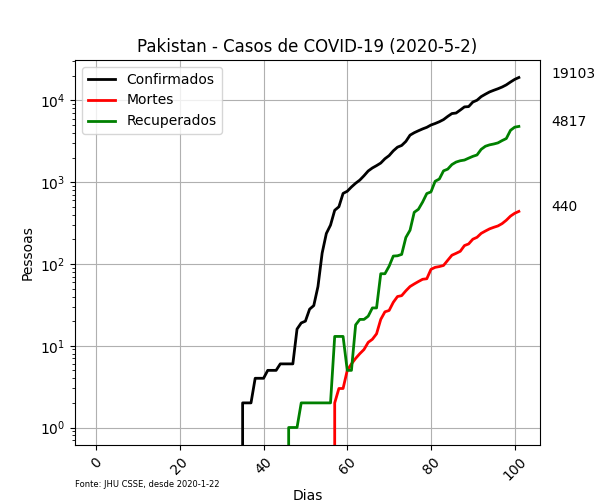 Pakistan - Casos de COVID-19 (2020-5-2)
Confirmados
Mortes
Recuperados
19103
4817
440
10⁴
10³
10²
10¹
10⁰
Pessoas
0
20
40
60
80
100
Dias
Fonte: JHU CSSE, desde 2020-1-22